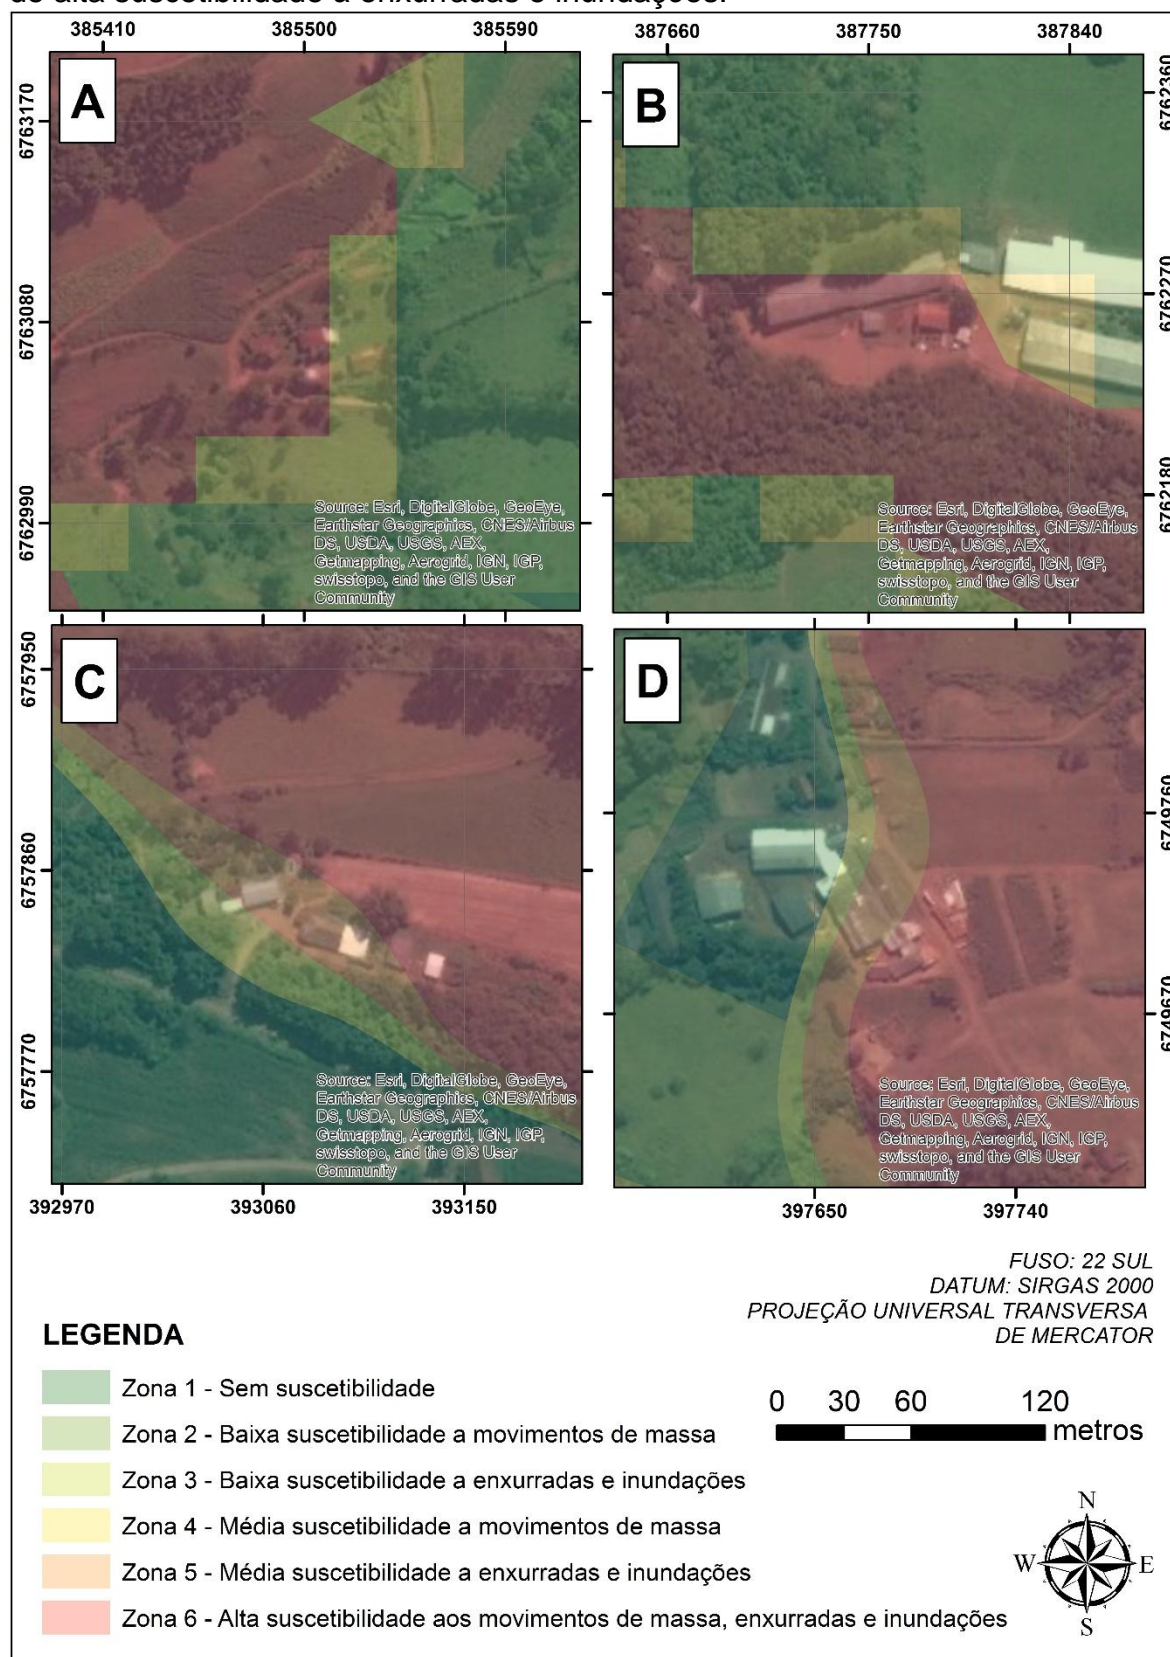 de alta suscetibilidade a enxurradas e inundações.
385410 385500 385590
387660 387750 387840
A
6763170
6763080
6762990
Source: Esri, DigitalGlobe, GeoEye,
Earthstar Geographics, CNES/Airbus
DS, USDA, USGS, AEX,
Getmapping, Aerogrid, IGN, IGP,
swisstopo, and the GIS User
Community
B
6762360
6762270
6762180
Source: Esri, DigitalGlobe, GeoEye,
Earthstar Geographics, CNES/Airbus
DS, USDA, USGS, AEX,
Getmapping, Aerogrid, IGN, IGP,
swisstopo, and the GIS User
Community
C
6757950
6757860
6757770
Source: Esri, DigitalGlobe, GeoEye,
Earthstar Geographics, CNES/Airbus
DS, USDA, USGS, AEX,
Getmapping, Aerogrid, IGN, IGP,
swisstopo, and the GIS User
Community
392970 393060 393150
D
6749760
6749670
Source: Esri, DigitalGlobe, GeoEye,
Earthstar Geographics, CNES/Airbus
DS, USDA, USGS, AEX,
Getmapping, Aerogrid, IGN, IGP,
swisstopo, and the GIS User
Community
397650 397740
FUSO: 22 SUL
DATUM: SIRGAS 2000
PROJEÇÃO UNIVERSAL TRANSVERSA
DE MERCATOR
LEGENDA
Zona 1 - Sem suscetibilidade
Zona 2 - Baixa suscetibilidade a movimentos de massa
Zona 3 - Baixa suscetibilidade a enxurradas e inundações
Zona 4 - Média suscetibilidade a movimentos de massa
Zona 5 - Média suscetibilidade a enxurradas e inundações
Zona 6 - Alta suscetibilidade aos movimentos de massa, enxurradas e inundações
0 30 60 120
metros
N
W E
S